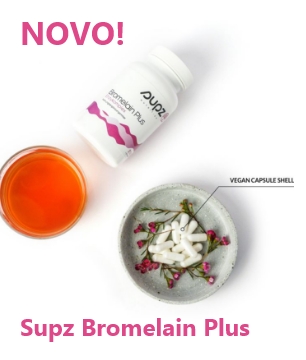 NOVO!
supz
Bromelain Plus
VEGAN CAPSULE SHELL
Supz Bromelain Plus